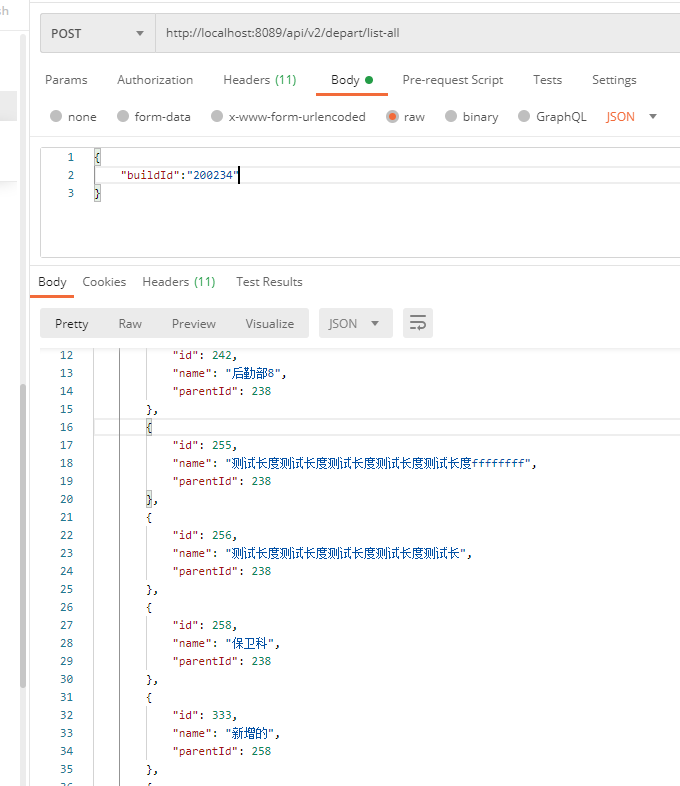 sh
POST http://localhost:8089/api/v2/depart/list-all
Params Authorization Headers (11) Body Pre-request Script Tests Settings
none form-data x-www-form-urlencoded raw binary GraphQL JSON
1 {
2 "buildId":"200234"
3 }
Body Cookies Headers (11) Test Results
Pretty Raw Preview Visualize JSON
12 "id": 242,
13 "name": "后勤部8",
14 "parentId": 238
15 },
16 {
17 "id": 255,
18 "name": "测试长度测试长度测试长度测试长度测试长度ffffffff",
19 "parentId": 238
20 },
21 {
22 "id": 256,
23 "name": "测试长度测试长度测试长度测试长度测试长",
24 "parentId": 238
25 },
26 {
27 "id": 258,
28 "name": "保卫科",
29 "parentId": 238
30 },
31 {
32 "id": 333,
33 "name": "新增的",
34 "parentId": 258
35 },
36 {